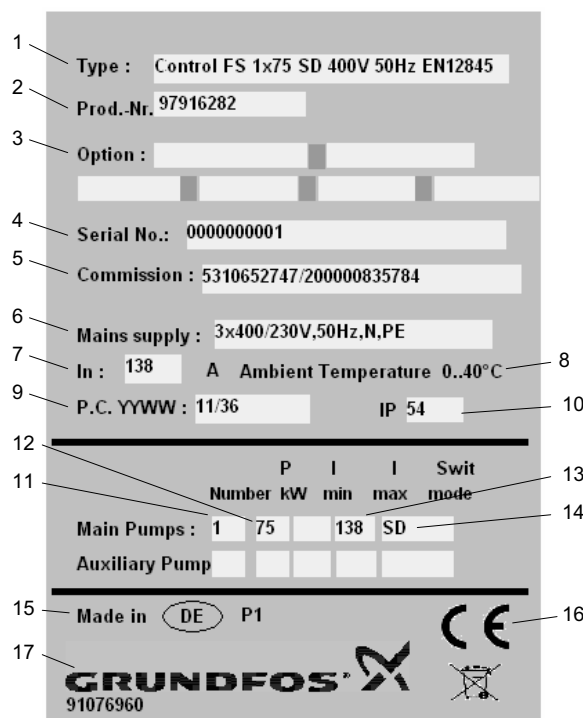 1 Type : Control FS 1x75 SD 400V 50Hz EN12845
2 Prod.-Nr. 97916282
3 Option :
4 Serial No.: 0000000001
5 Commission : 5310652747/200000835784
6 Mains supply : 3x400/230V,50Hz,N,PE
7 In : 138 A Ambient Temperature 0..40°C 8
9 P.C. YYWW : 11/36 IP 54 10
12 P I I Swit 13
11 Number kW min max mode
Main Pumps : 1 75 138 SD 14
Auxiliary Pump
15 Made in DE P1 CE 16
17 GRUNDFOS
91076960